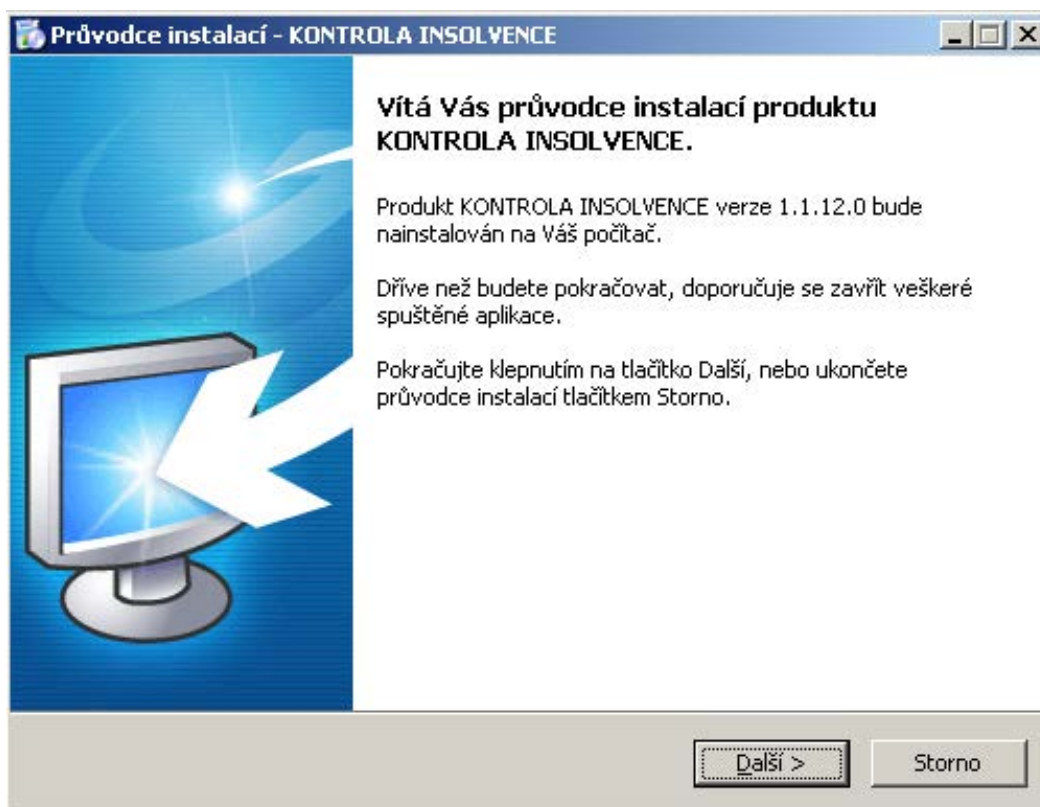 Průvodce instalací - KONTROLA INSOLVENCE
Vítá Vás průvodce instalací produktu
KONTROLA INSOLVENCE.
Produkt KONTROLA INSOLVENCE verze 1.1.12.0 bude
nainstalován na Váš počítač.
Dříve než budete pokračovat, doporučuje se zavřít veškeré
spuštěné aplikace.
Pokračujte klepnutím na tlačítko Další, nebo ukončete
průvodce instalací tlačítkem Storno.
Další >
Storno